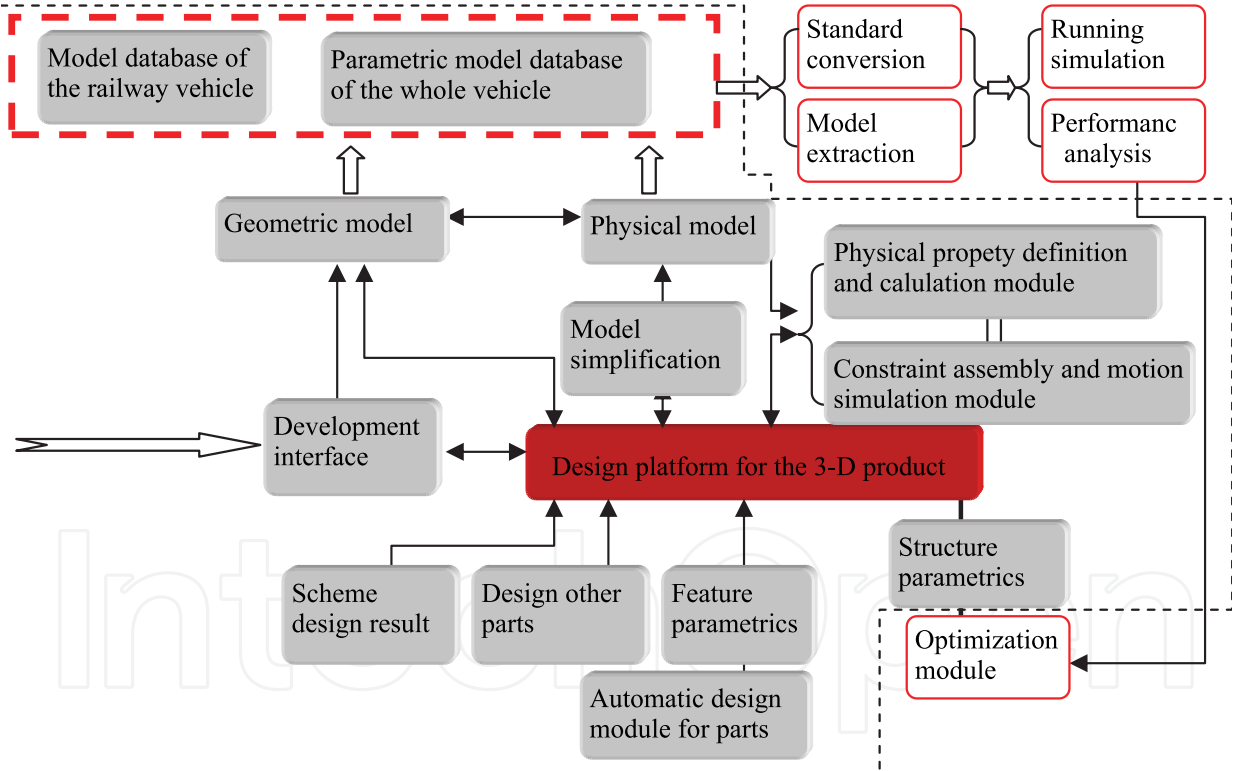 Model database of
the railway vehicle
Parametric model database
of the whole vehicle
Standard
conversion
Running
simulation
Model
extraction
Performanc
analysis
Geometric model
Physical model
Physical propety definition
and calulation module
Model
simplification
Constraint assembly and motion
simulation module
Development
interface
Design platform for the 3-D product
Structure
parametrics
Scheme
design result
Design other
parts
Feature
parametrics
Optimization
module
Automatic design
module for parts
IntechOpen